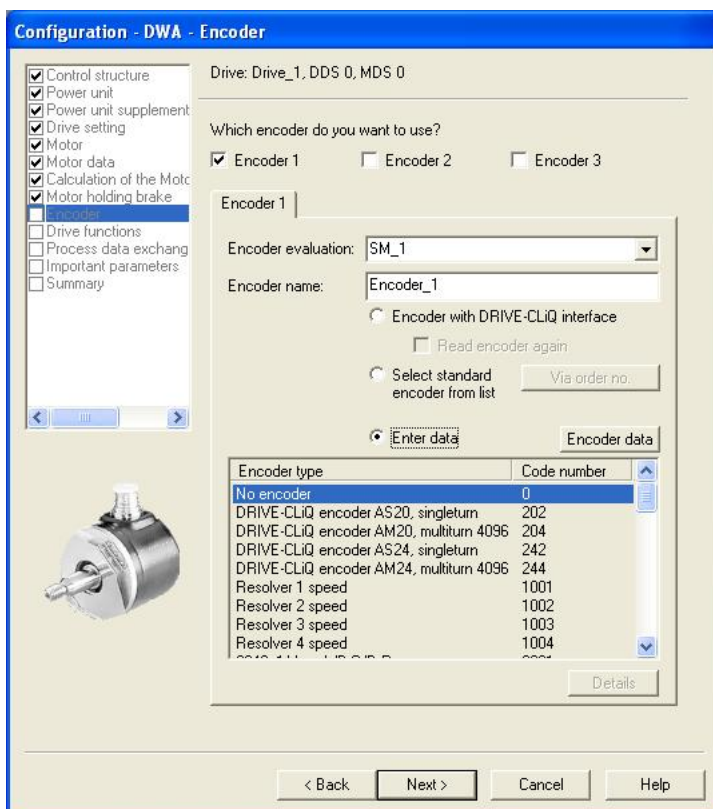 Configuration - DWA - Encoder
Control structure
Power unit
Power unit supplement
Drive setting
Motor
Motor data
Calculation of the Motc
Motor holding brake
Encoder
Drive functions
Process data exchang
Important parameters
Summary
Drive: Drive_1, DDS 0, MDS 0
Which encoder do you want to use?
Encoder 1 Encoder 2 Encoder 3
Encoder 1
Encoder evaluation: SM_1
Encoder name: Encoder_1
Encoder with DRIVE-CLiQ interface
Read encoder again
Select standard
encoder from list
Via order no.
Enter data Encoder data
Encoder type Code number
No encoder 0
DRIVE-CLiQ encoder AS20, singleturn 202
DRIVE-CLiQ encoder AM20, multiturn 4096 204
DRIVE-CLiQ encoder AS24, singleturn 242
DRIVE-CLiQ encoder AM24, multiturn 4096 244
Resolver 1 speed 1001
Resolver 2 speed 1002
Resolver 3 speed 1003
Resolver 4 speed 1004
Details
< Back Next > Cancel Help